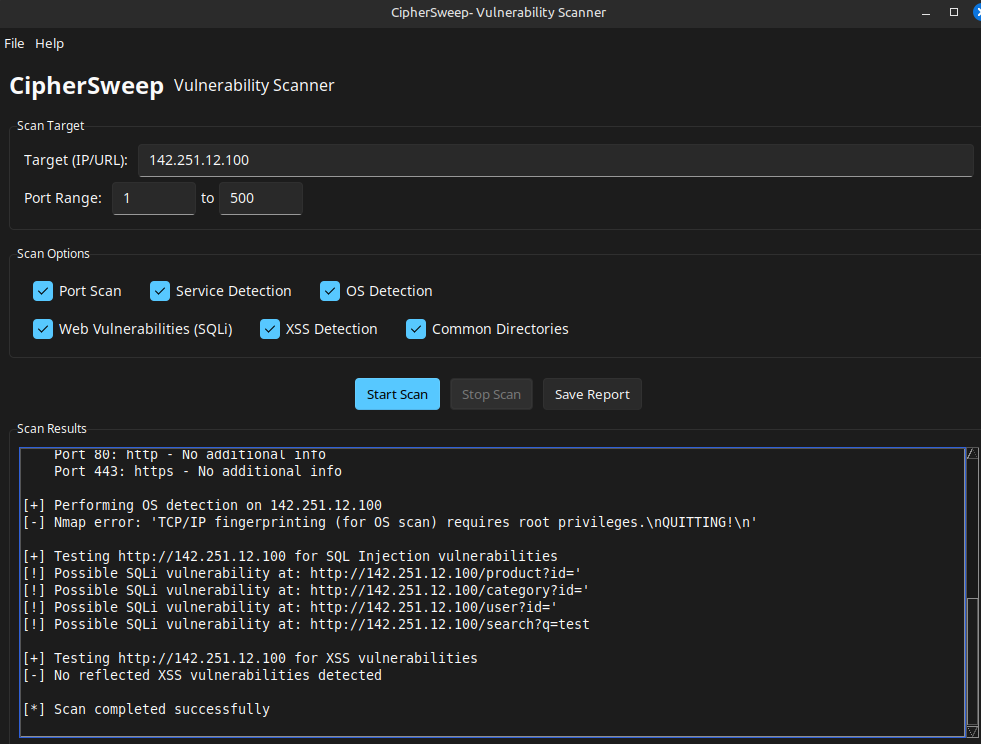 CipherSweep- Vulnerability Scanner
File Help
CipherSweep Vulnerability Scanner
Scan Target
Target (IP/URL): 142.251.12.100
Port Range: 1 to 500
Scan Options
Port Scan Service Detection OS Detection
Web Vulnerabilities (SQLi) XSS Detection Common Directories
Start Scan Stop Scan Save Report
Scan Results
Port 80: http - No additional info
Port 443: https - No additional info
[+] Performing OS detection on 142.251.12.100
[-] Nmap error: 'TCP/IP fingerprinting (for OS scan) requires root privileges.\nQUITTING!\n'
[+] Testing http://142.251.12.100 for SQL Injection vulnerabilities
[!] Possible SQLi vulnerability at: http://142.251.12.100/product?id='
[!] Possible SQLi vulnerability at: http://142.251.12.100/category?id='
[!] Possible SQLi vulnerability at: http://142.251.12.100/user?id='
[!] Possible SQLi vulnerability at: http://142.251.12.100/search?q=test
[+] Testing http://142.251.12.100 for XSS vulnerabilities
[-] No reflected XSS vulnerabilities detected
[*] Scan completed successfully